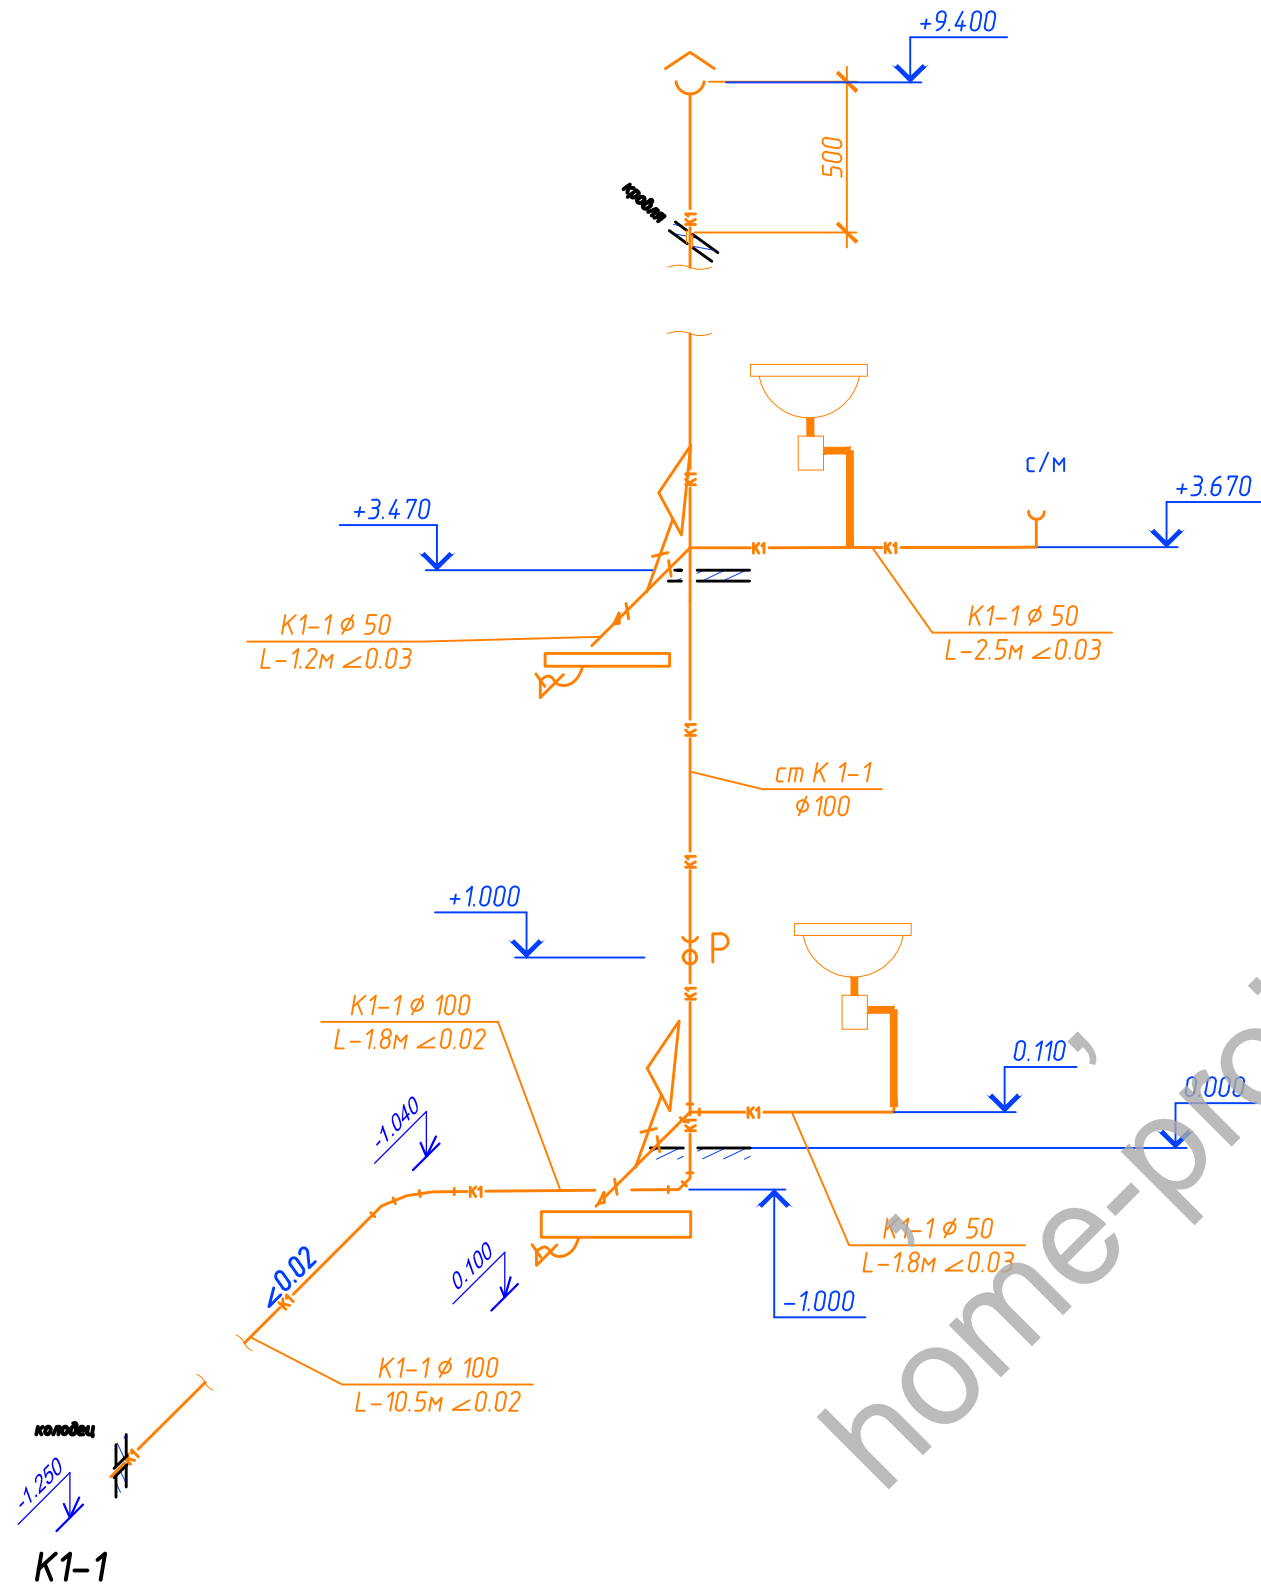 +9.400
500
кровля
К1
с/м
+3.670
+3.470
К1
К1
К1
К1-1 ϕ 50
L-1.2м ∠0.03
К1-1 ϕ 50
L-2.5м ∠0.03
К1
ст К 1-1
ϕ100
К1
+1.000
Р
К1
К1-1 ϕ 100
L-1.8м ∠0.02
0.110
0.000
-1.040
К1
К1
К1
К1-1 ϕ 50
L-1.8м ∠0.03
0.100
∠0.02
К1
-1.000
К1-1 ϕ 100
L-10.5м ∠0.02
колодец
К1
-1.250
К1-1
home-proj